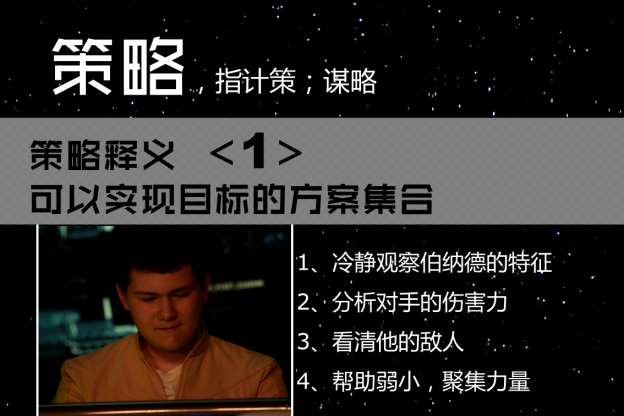 策略，指计策；谋略
策略释义 <1>
可以实现目标的方案集合
1、冷静观察伯纳德的特征
2、分析对手的伤害力
3、看清他的敌人
4、帮助弱小，聚集力量